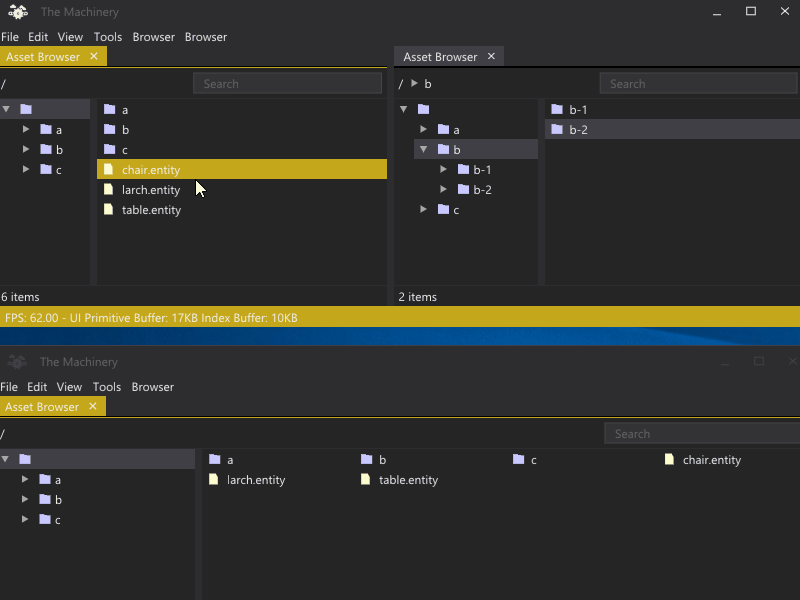 The Machinery
File Edit View Tools Browser Browser
Asset Browser
/
Search
a
b
c
a
b
c
chair.entity
larch.entity
table.entity
6 items
Asset Browser
/ b
Search
a
b
b-1
b-2
c
b-1
b-2
2 items
FPS: 62.00 - UI Primitive Buffer: 17KB Index Buffer: 10KB
The Machinery
File Edit View Tools Browser
Asset Browser
/
Search
a
b
c
a b c chair.entity
larch.entity table.entity